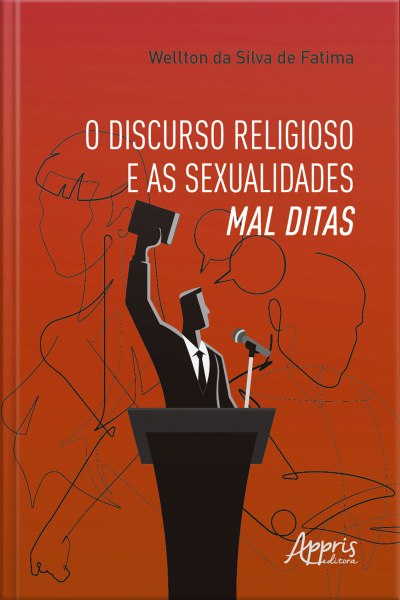 Wellton da Silva de Fatima
O DISCURSO RELIGIOSO
E AS SEXUALIDADES
MAL DITAS
Appris
editora